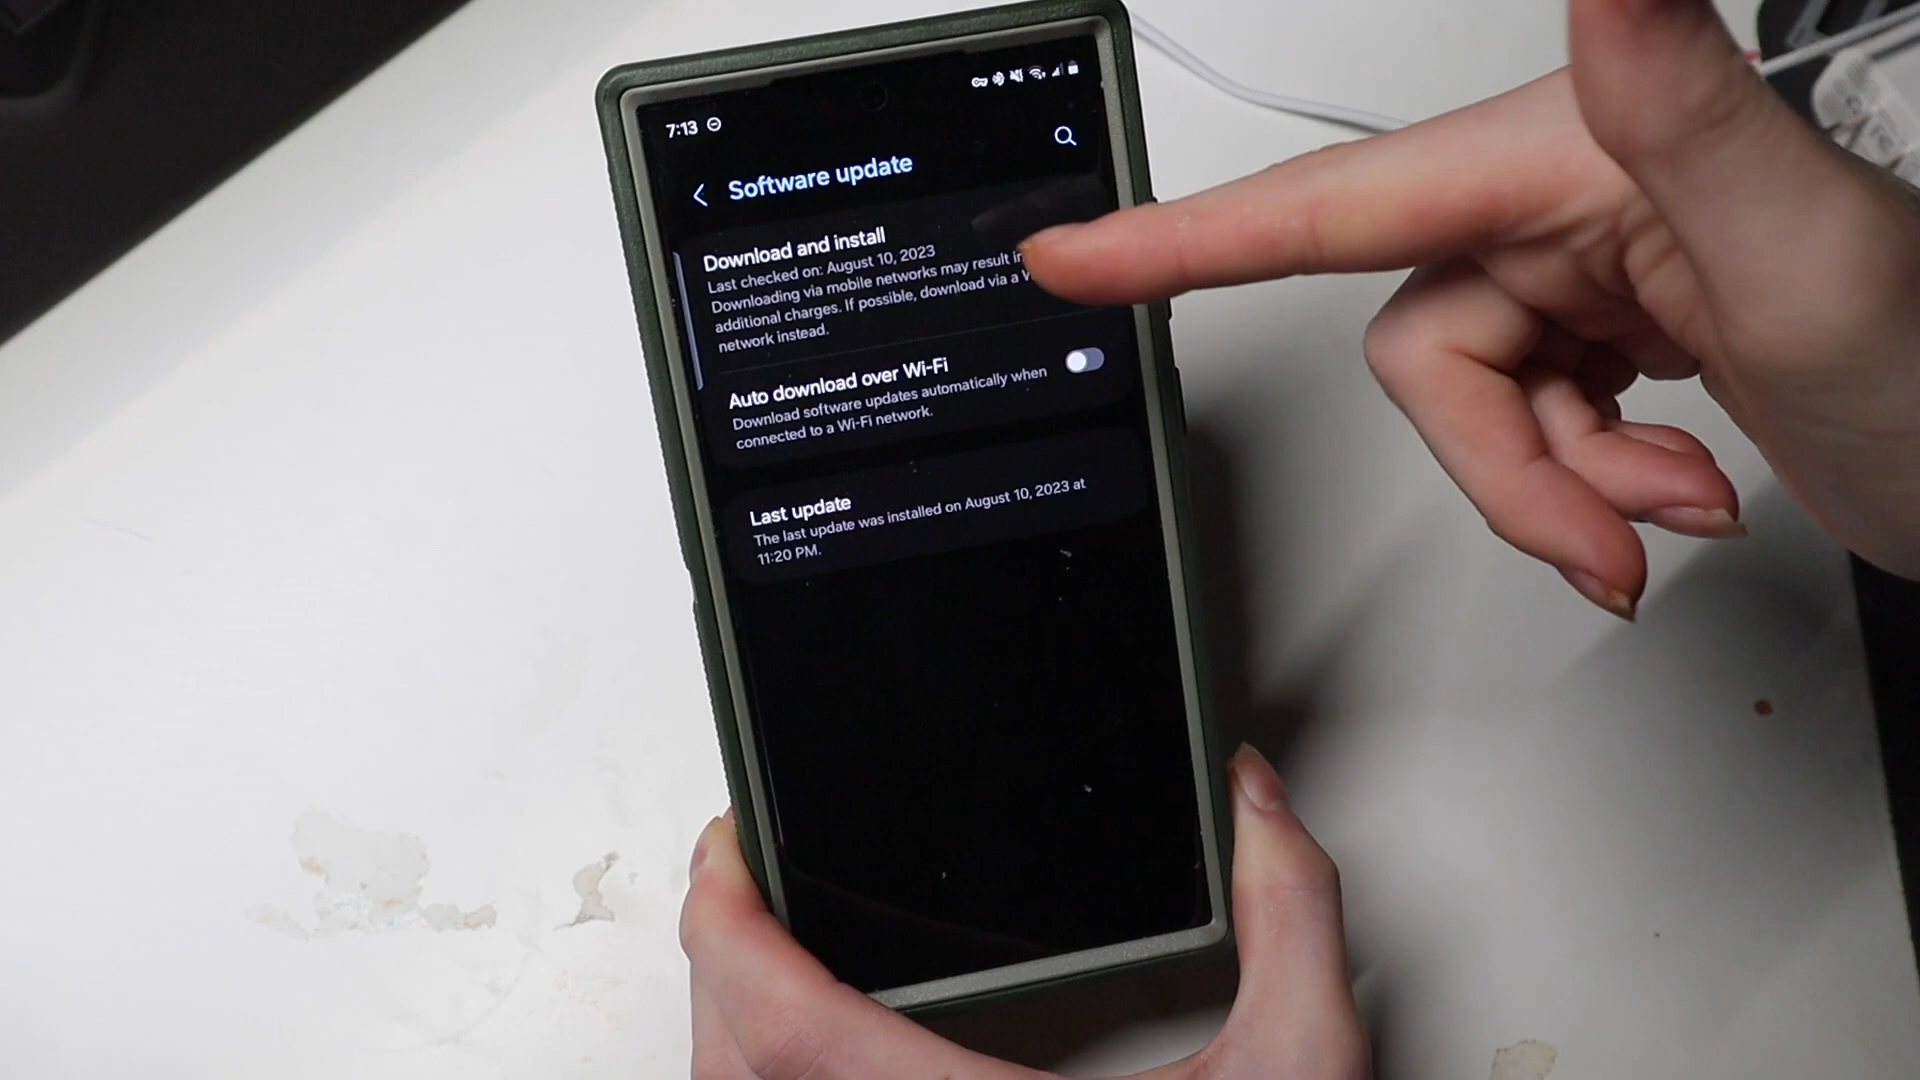 7:13
Software update
Download and install
Last checked on: August 10, 2023
Downloading via mobile networks may result in
additional charges. If possible, download via a
network instead.
Auto download over Wi-Fi
Download software updates automatically when
connected to a Wi-Fi network.
Last update
The last update was installed on August 10, 2023 at
11:20 PM.